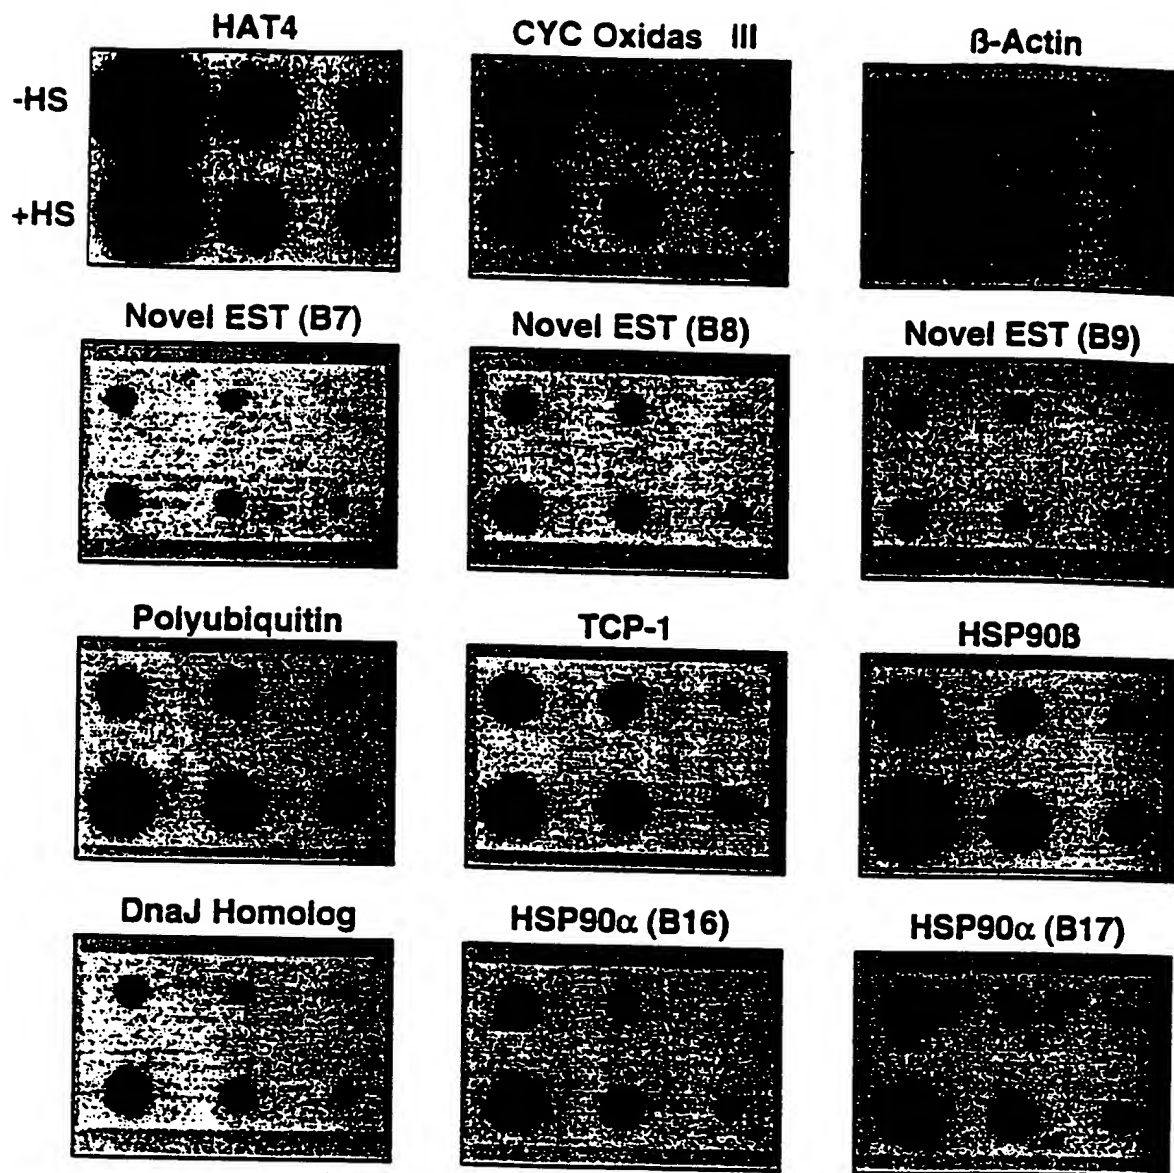 HAT4
CYC Oxidas III
ß-Actin
-HS
+HS
Novel EST (B7)
Novel EST (B8)
Novel EST (B9)
Polyubiquitin
TCP-1
HSP90ß
DnaJ Homolog
HSP90α (B16)
HSP90α (B17)